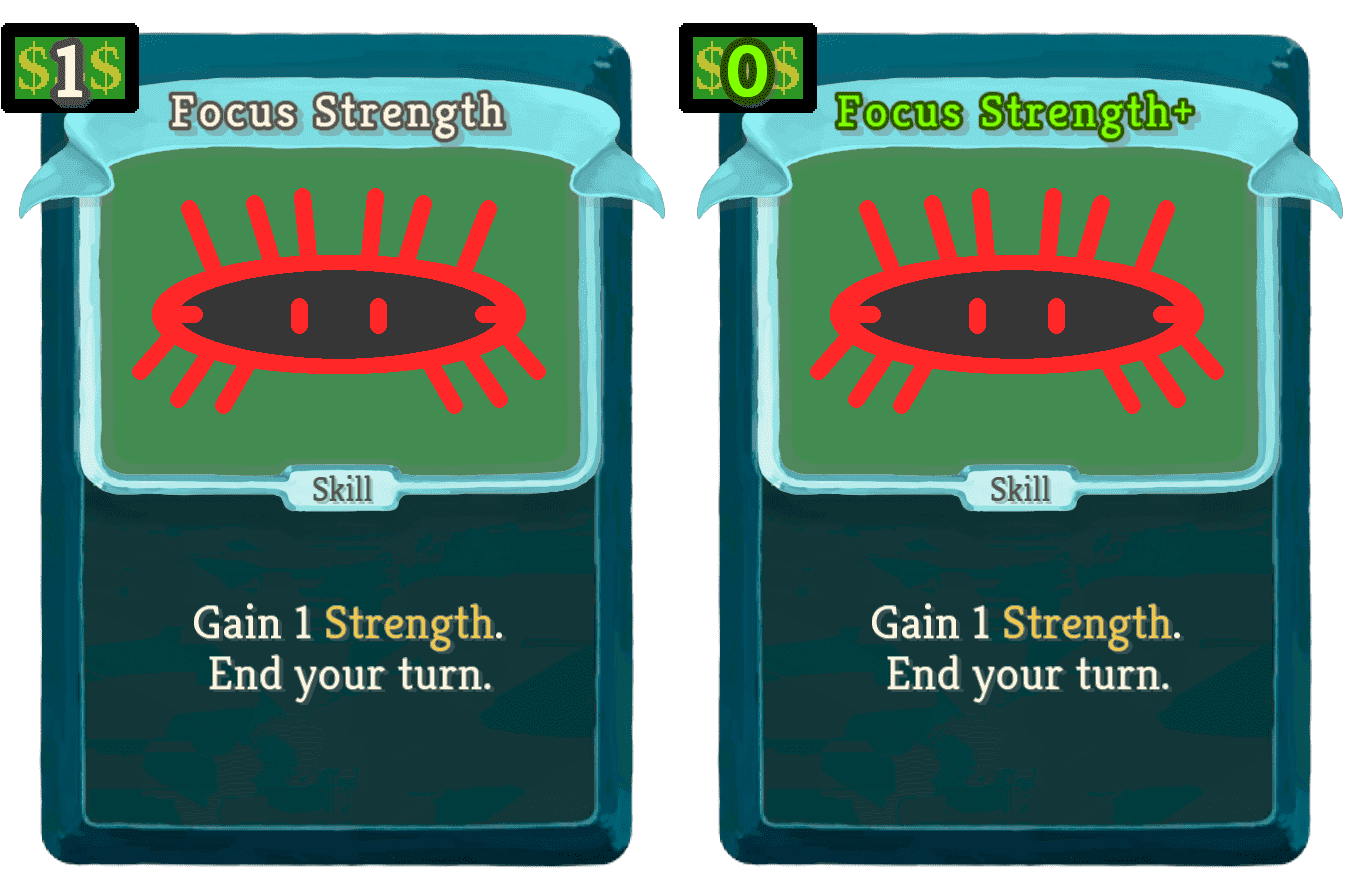 $1$
Focus Strength
Skill
Gain 1 Strength.
End your turn.
$0$
Focus Strength+
Skill
Gain 1 Strength.
End your turn.